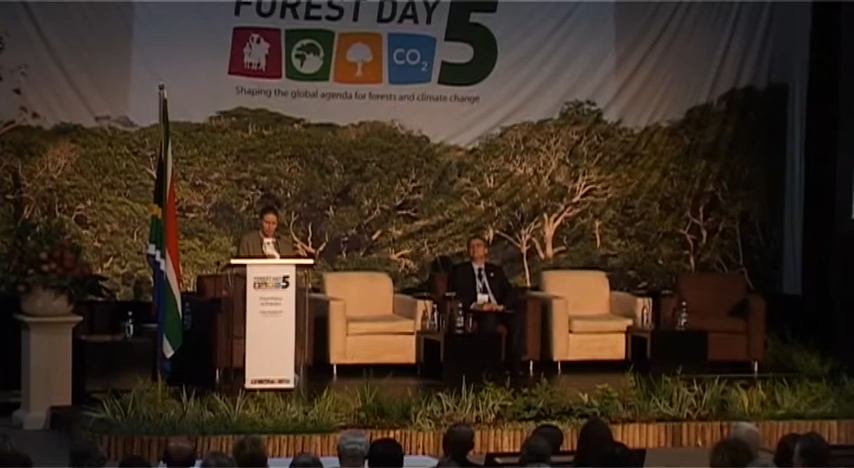 FOREST DAY 5
CO2
Shaping the global agenda for forests and climate change
FOREST DAY 5